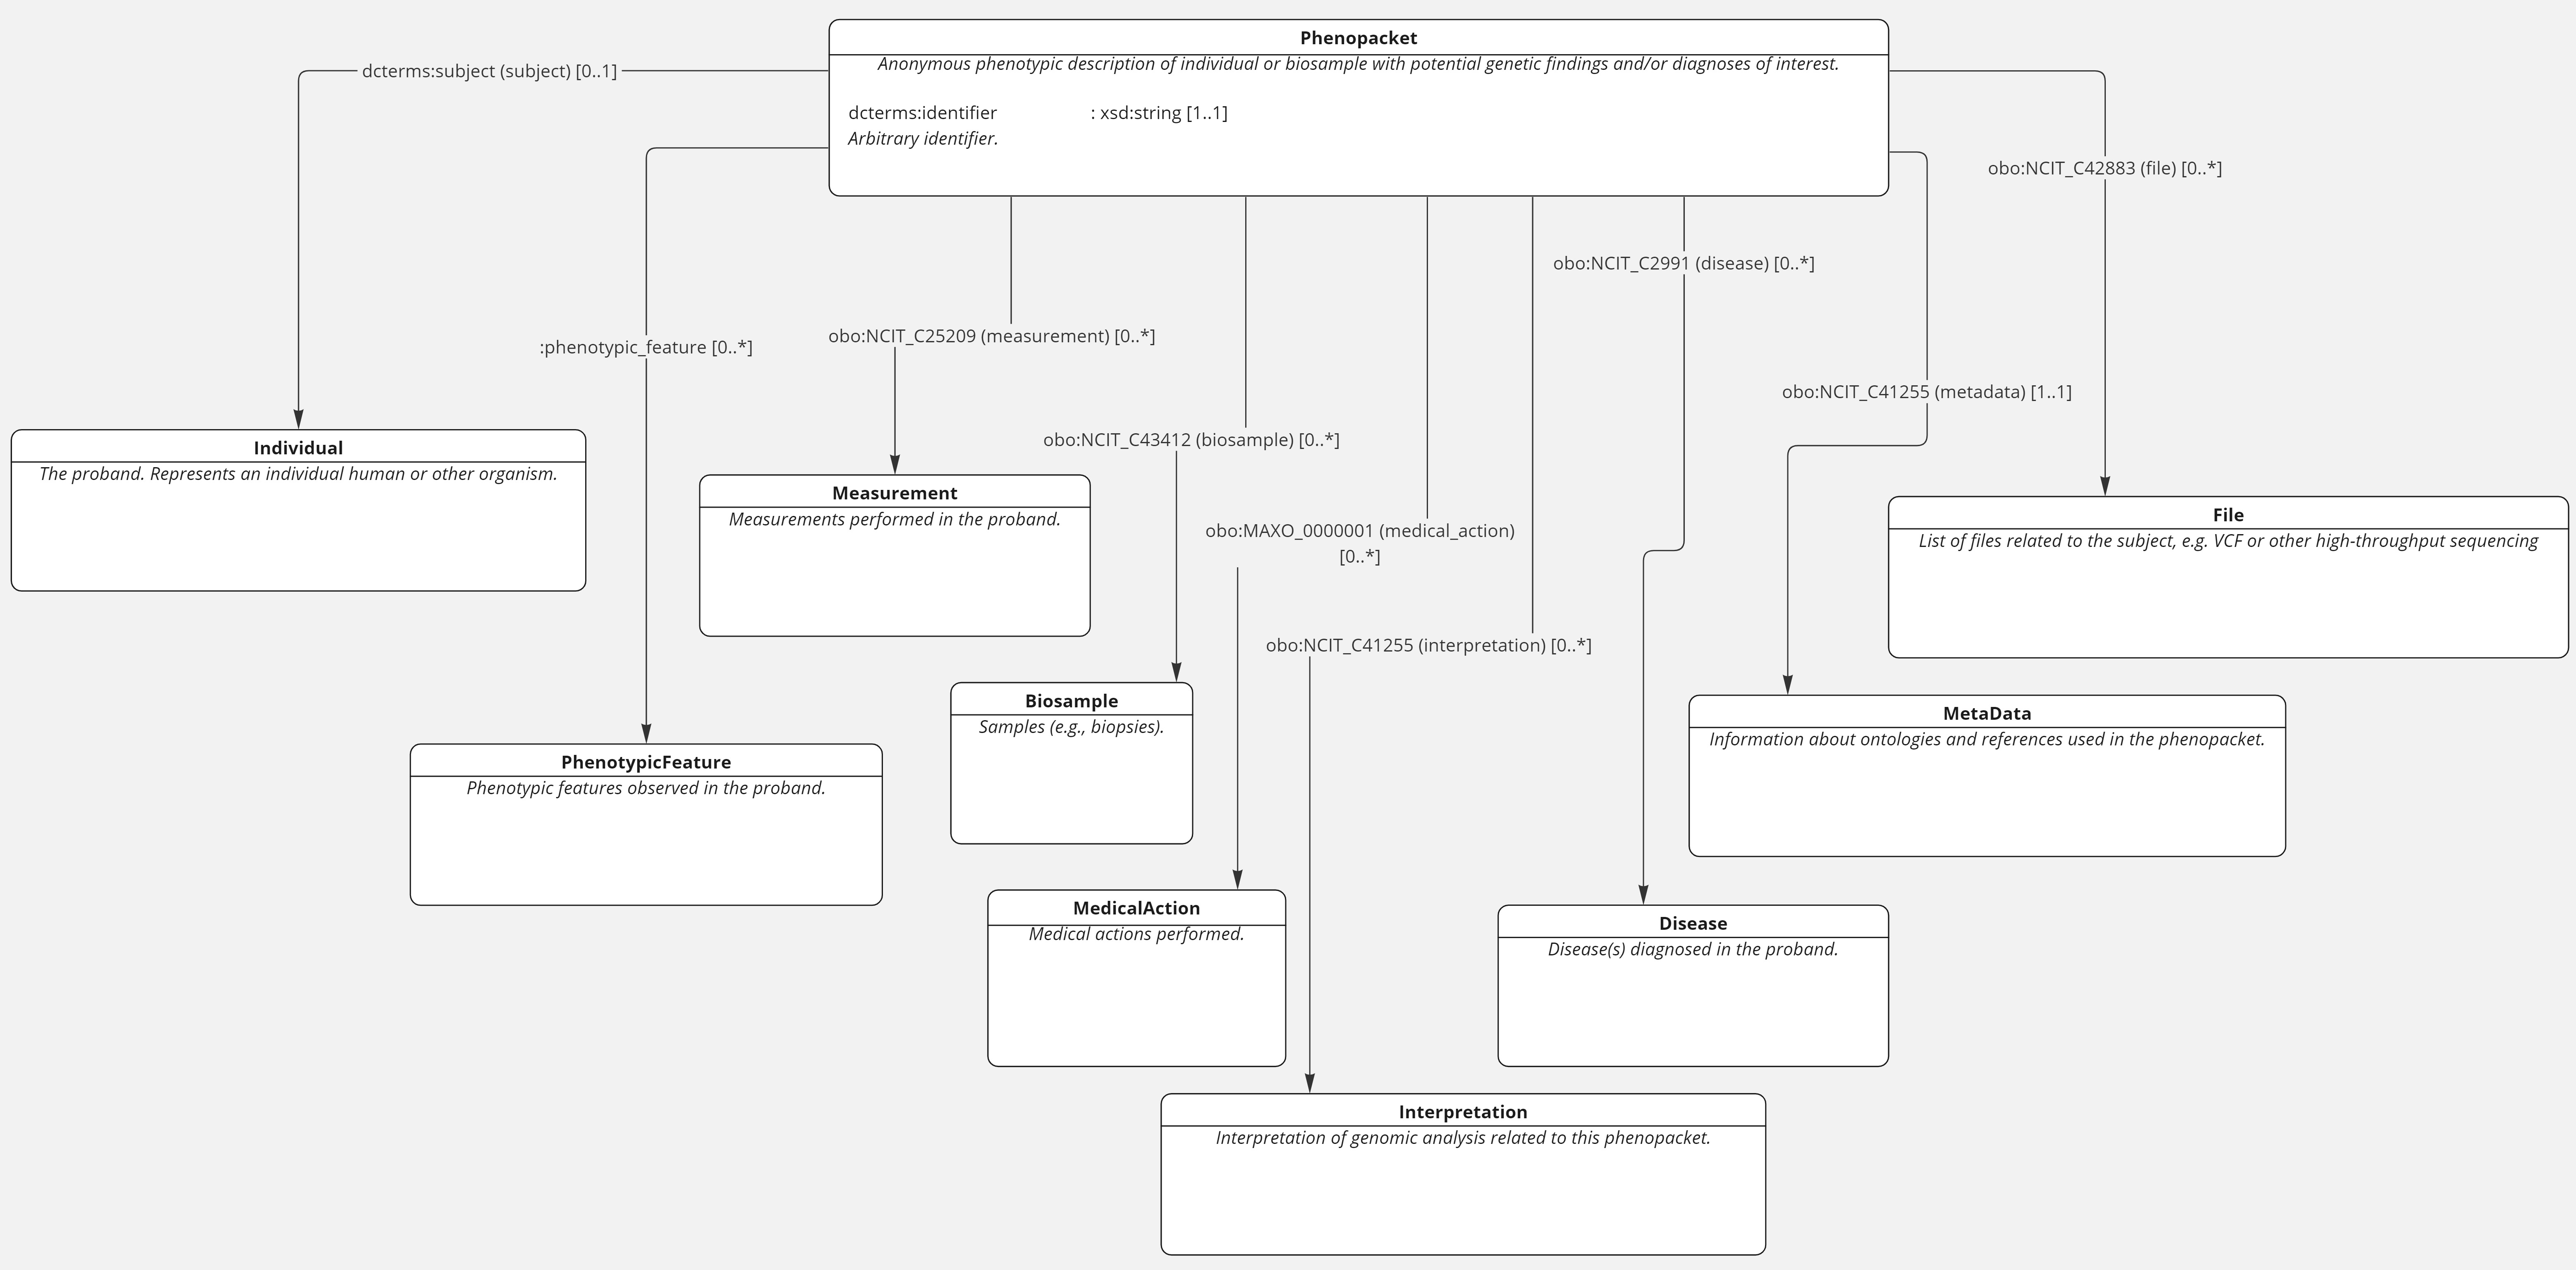 Phenopacket
Anonymous phenotypic description of individual or biosample with potential genetic findings and/or diagnoses of interest.
dcterms:identifier : xsd:string [1..1]
Arbitrary identifier.
dcterms:subject (subject) [0..1]
obo:NCIT_C42883 (file) [0..*]
obo:NCIT_C2991 (disease) [0..*]
obo:NCIT_C25209 (measurement) [0..*]
:phenotypic_feature [0..*]
obo:NCIT_C41255 (metadata) [1..1]
obo:NCIT_C43412 (biosample) [0..*]
Individual
The proband. Represents an individual human or other organism.
Measurement
Measurements performed in the proband.
obo:MAXO_0000001 (medical_action)
[0..*]
File
List of files related to the subject, e.g. VCF or other high-throughput sequencing
obo:NCIT_C41255 (interpretation) [0..*]
Biosample
Samples (e.g., biopsies).
MetaData
Information about ontologies and references used in the phenopacket.
PhenotypicFeature
Phenotypic features observed in the proband.
MedicalAction
Medical actions performed.
Disease
Disease(s) diagnosed in the proband.
Interpretation
Interpretation of genomic analysis related to this phenopacket.